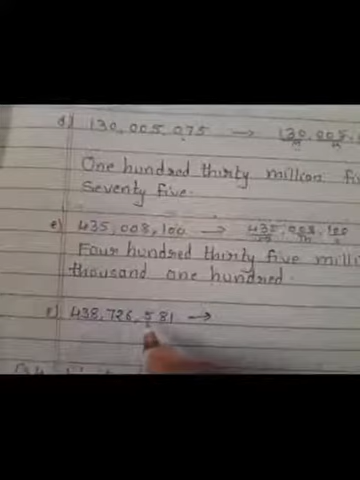 d) 130,005,075 → 130,005,
One hundred thirty million fi
Seventy five.
e) 435,008,100 → 435,008,100
Four hundred thirty five milli
thousand one hundred.
438,726,581 →